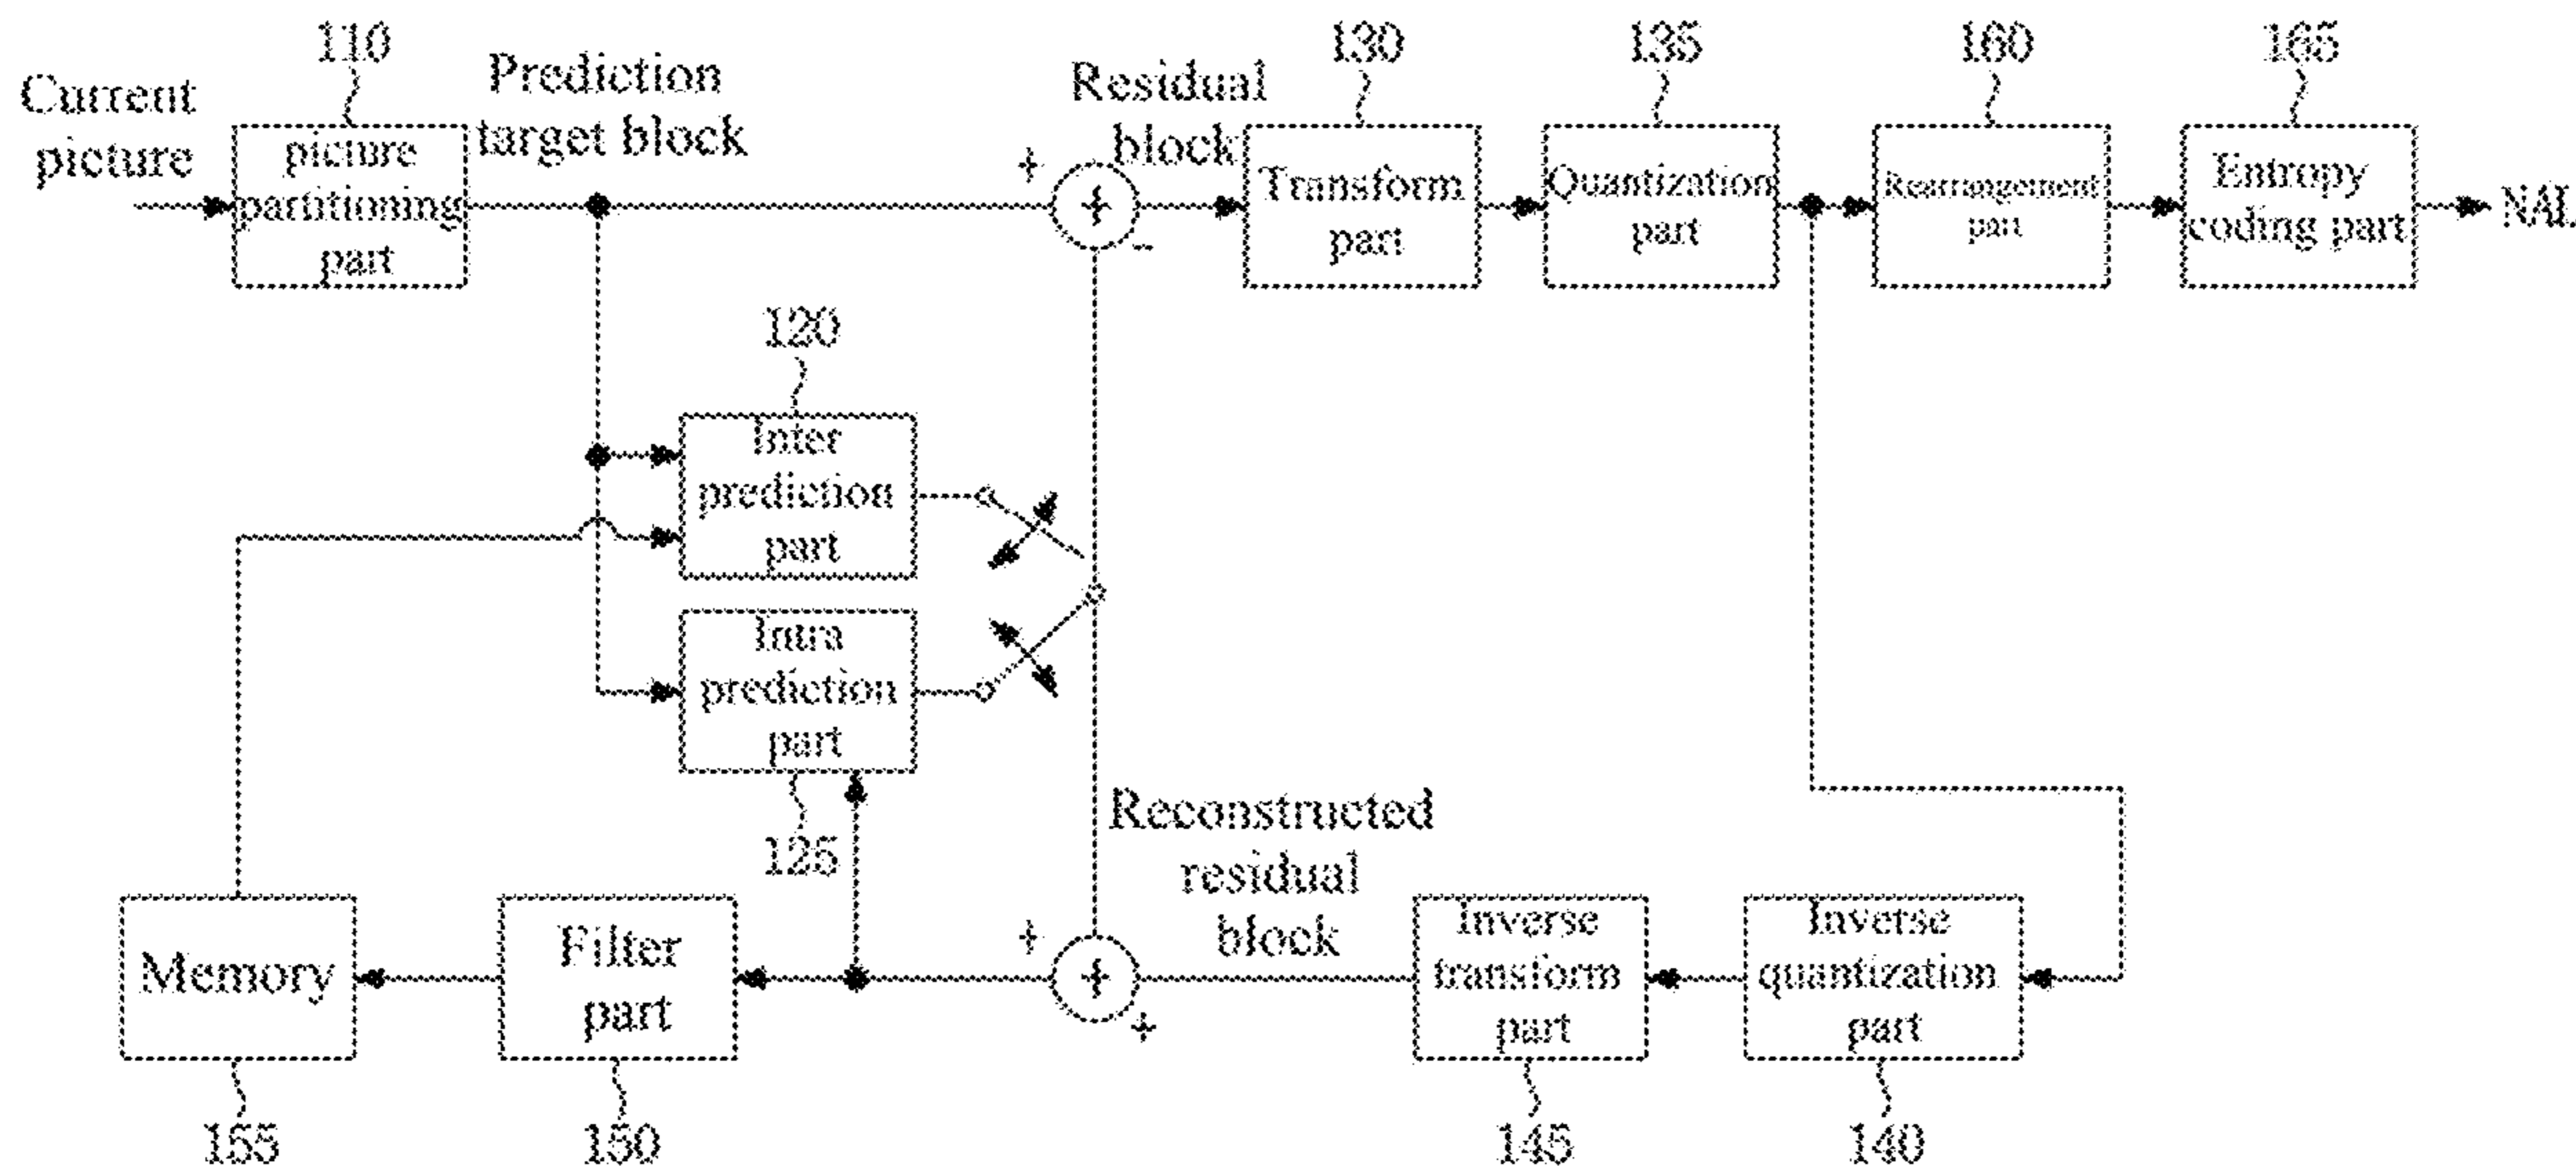 110
130
135
160
165
Current
picture
Prediction
target block
Residual
block
picture
partitioning
part
+
-
Transform
part
Quantization
part
Rearrangement
part
Entropy
coding part
NAL
120
Inter
prediction
part
Intra
prediction
part
125
Reconstructed
residual
block
Memory
Filter
part
+
+
Inverse
transform
part
Inverse
quantization
part
155
150
145
140